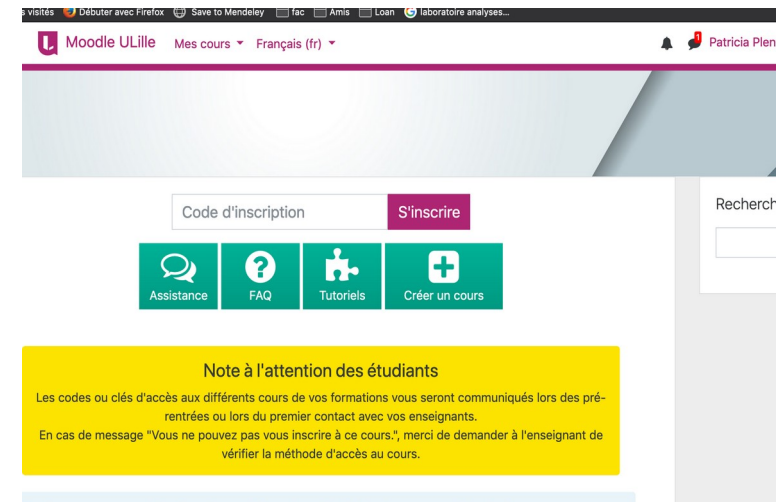 s visités Débuter avec Firefox Save to Mendeley fac Amis Loan laboratoire analyses...
Moodle ULille Mes cours Français (fr) 1 Patricia Plen
Code d'inscription S'inscrire
Recherch
Assistance FAQ Tutoriels Créer un cours
Note à l'attention des étudiants
Les codes ou clés d'accès aux différents cours de vos formations vous seront communiqués lors des pré-
rentrées ou lors du premier contact avec vos enseignants.
En cas de message "Vous ne pouvez pas vous inscrire à ce cours.", merci de demander à l'enseignant de
vérifier la méthode d'accès au cours.